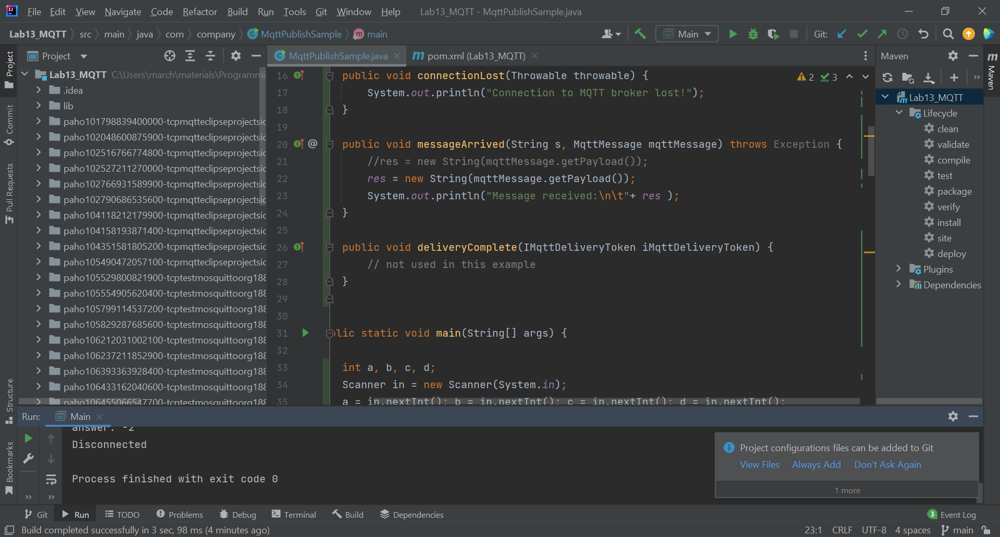 File Edit View Navigate Code Refactor Build Run Tools Git Window Help Lab13_MQTT - MqttPublishSample.java
Lab13_MQTT src main java com company MqttPublishSample main
Main
Git:
Project
MqttPublishSample.java
pom.xml (Lab13_MQTT)
Maven
Lab13_MQTT C:\Users\march\materials\Programmi
.idea
lib
paho101798839400000-tcpmqtteclipseprojectsic
paho102048600875900-tcpmqtteclipseprojectsic
paho102516766774800-tcpmqtteclipseprojectsic
paho102527211270000-tcpmqtteclipseprojectsic
paho102766931589900-tcpmqtteclipseprojectsic
paho102790686535600-tcpmqtteclipseprojectsic
paho104118212179900-tcpmqtteclipseprojectsic
paho104158193871400-tcpmqtteclipseprojectsic
paho104351581805200-tcpmqtteclipseprojectsic
paho105490472057100-tcpmqtteclipseprojectsic
paho105529800821900-tcptestmosquittoorg188
paho105554905620400-tcptestmosquittoorg188
paho105799114537200-tcptestmosquittoorg188
paho105829287685600-tcptestmosquittoorg188
paho106212031002100-tcptestmosquittoorg188
paho106237211852900-tcptestmosquittoorg188
paho106393363928400-tcptestmosquittoorg188
paho106433162040600-tcptestmosquittoorg188
paho106455066547700-tcptestmosquittoorg188
16 public void connectionLost(Throwable throwable) {
17 System.out.println("Connection to MQTT broker lost!");
18 }
19
20 @ public void messageArrived(String s, MqttMessage mqttMessage) throws Exception {
21 //res = new String(mqttMessage.getPayload());
22 res = new String(mqttMessage.getPayload());
23 System.out.println("Message received:\n\t"+ res );
24 }
25
26 public void deliveryComplete(IMqttDeliveryToken iMqttDeliveryToken) {
27 // not used in this example
28 }
29
30
31 lic static void main(String[] args) {
32
33 int a, b, c, d;
34 Scanner in = new Scanner(System.in);
35 a = in.nextInt(); b = in.nextInt(); c = in.nextInt(); d = in.nextInt();
2 3
Lab13_MQTT
Lifecycle
clean
validate
compile
test
package
verify
install
site
deploy
Plugins
Dependencies
Project
Commit
Pull Requests
Structure
Bookmarks
Maven
Run: Main
answer: -2
Disconnected
Process finished with exit code 0
Project configurations files can be added to Git
View Files Always Add Don't Ask Again
1 more
Git Run TODO Problems Debug Terminal Build Dependencies
3 Event Log
Build completed successfully in 3 sec, 98 ms (4 minutes ago)
23:1 CRLF UTF-8 4 spaces main